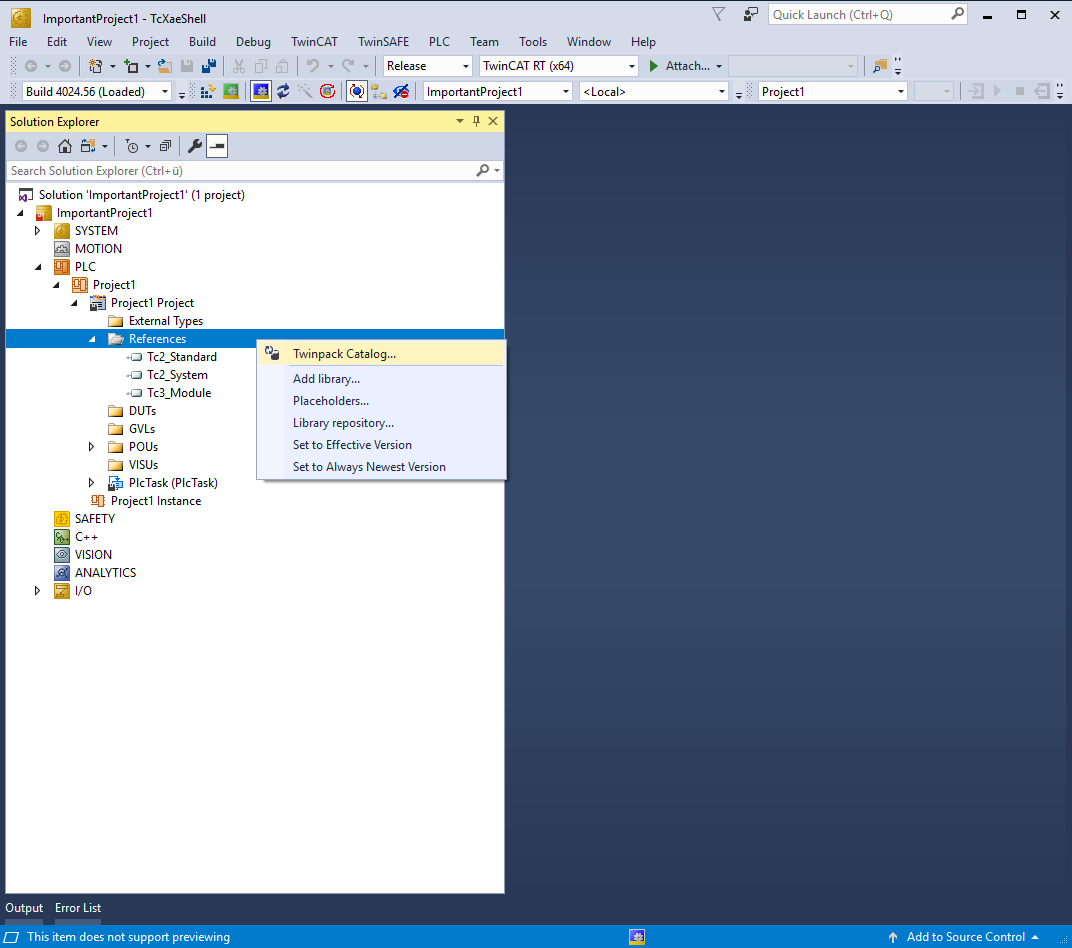 ImportantProject1 - TcXaeShell
Quick Launch (Ctrl+Q)
File Edit View Project Build Debug TwinCAT TwinSAFE PLC Team Tools Window Help
Release TwinCAT RT (x64) Attach...
Build 4024.56 (Loaded) ImportantProject1 <Local> Project1
Solution Explorer
Search Solution Explorer (Ctrl+ü)
Solution 'ImportantProject1' (1 project)
ImportantProject1
SYSTEM
MOTION
PLC
Project1
Project1 Project
External Types
References
Tc2_Standard
Tc2_System
Tc3_Module
DUTs
GVLs
POUs
VISUs
PlcTask (PlcTask)
Project1 Instance
SAFETY
C++
VISION
ANALYTICS
I/O
Twinpack Catalog...
Add library...
Placeholders...
Library repository...
Set to Effective Version
Set to Always Newest Version
Output Error List
This item does not support previewing
Add to Source Control